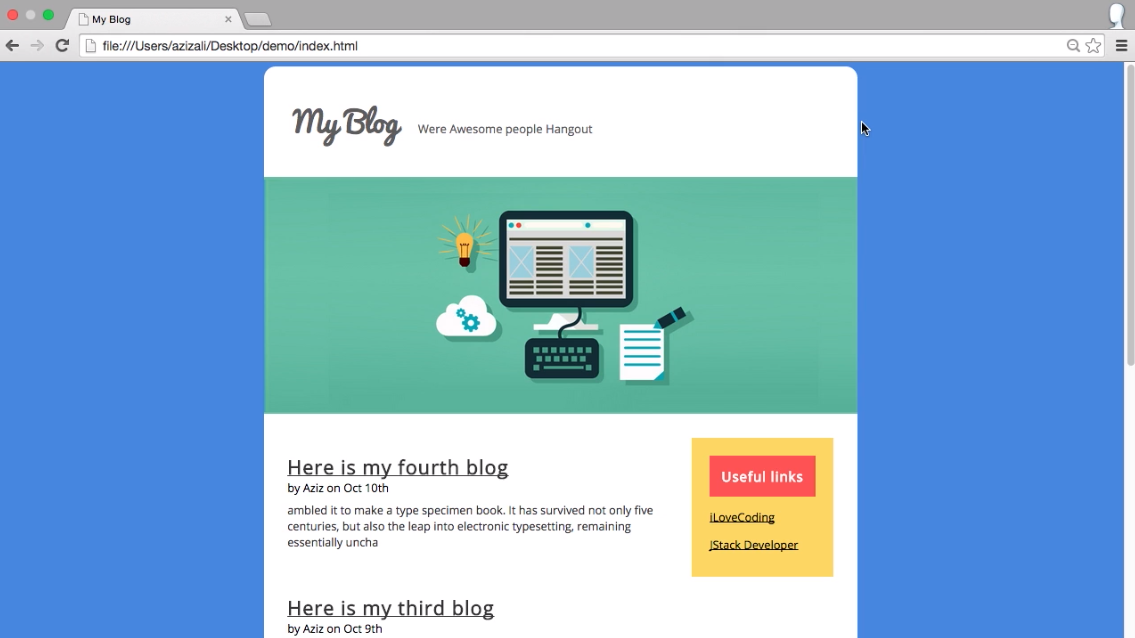 My Blog
file:///Users/azizali/Desktop/demo/index.html
My Blog
Were Awesome people Hangout
Here is my fourth blog
by Aziz on Oct 10th
ambled it to make a type specimen book. It has survived not only five
centuries, but also the leap into electronic typesetting, remaining
essentially uncha
Useful links
iLoveCoding
JStack Developer
Here is my third blog
by Aziz on Oct 9th